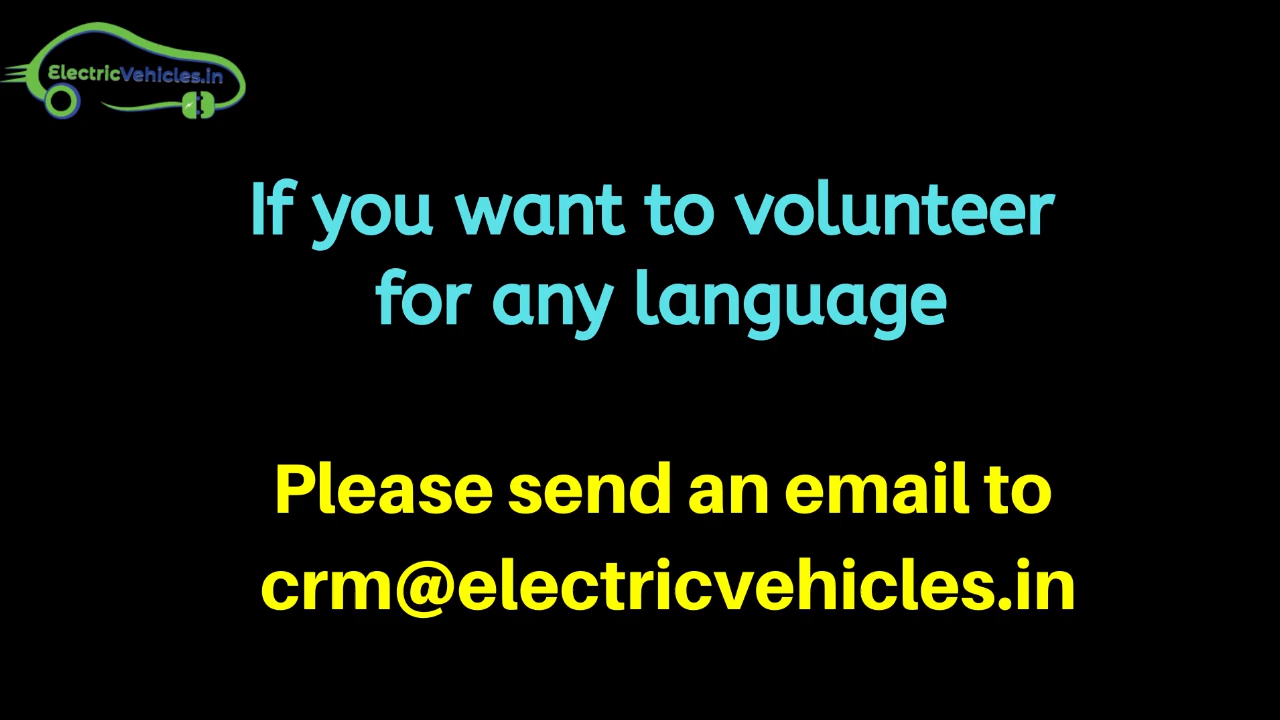 ElectricVehicles.in
If you want to volunteer
for any language
Please send an email to
crm@electricvehicles.in